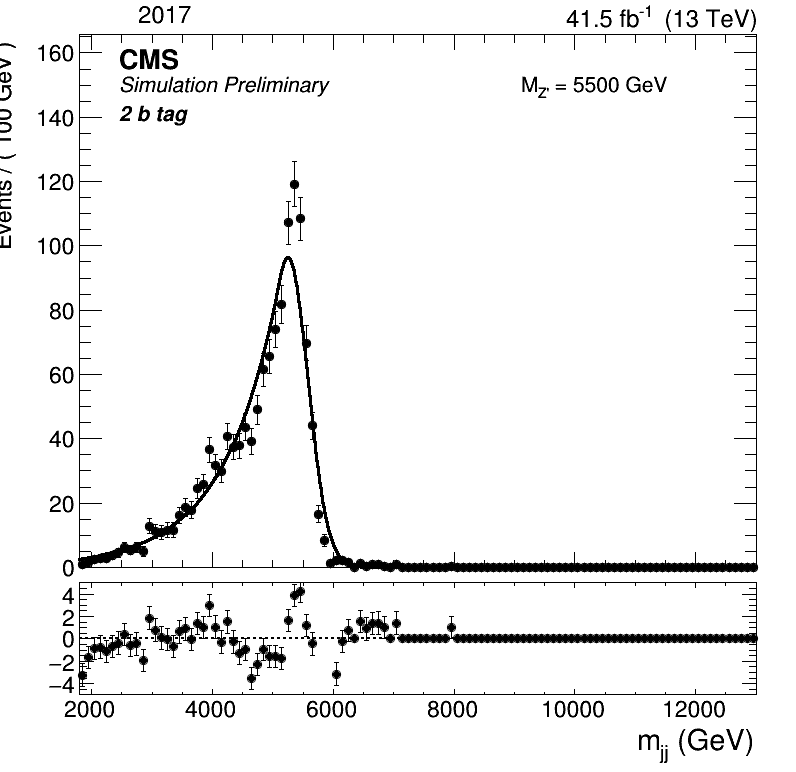 2017 41.5 fb⁻¹ (13 TeV)
CMS
Simulation Preliminary
2 b tag
M_Z' = 5500 GeV
Events / ( 100 GeV )
160
140
120
100
80
60
40
20
0
4
2
0
−2
−4
2000 4000 6000 8000 10000 12000
m_jj (GeV)